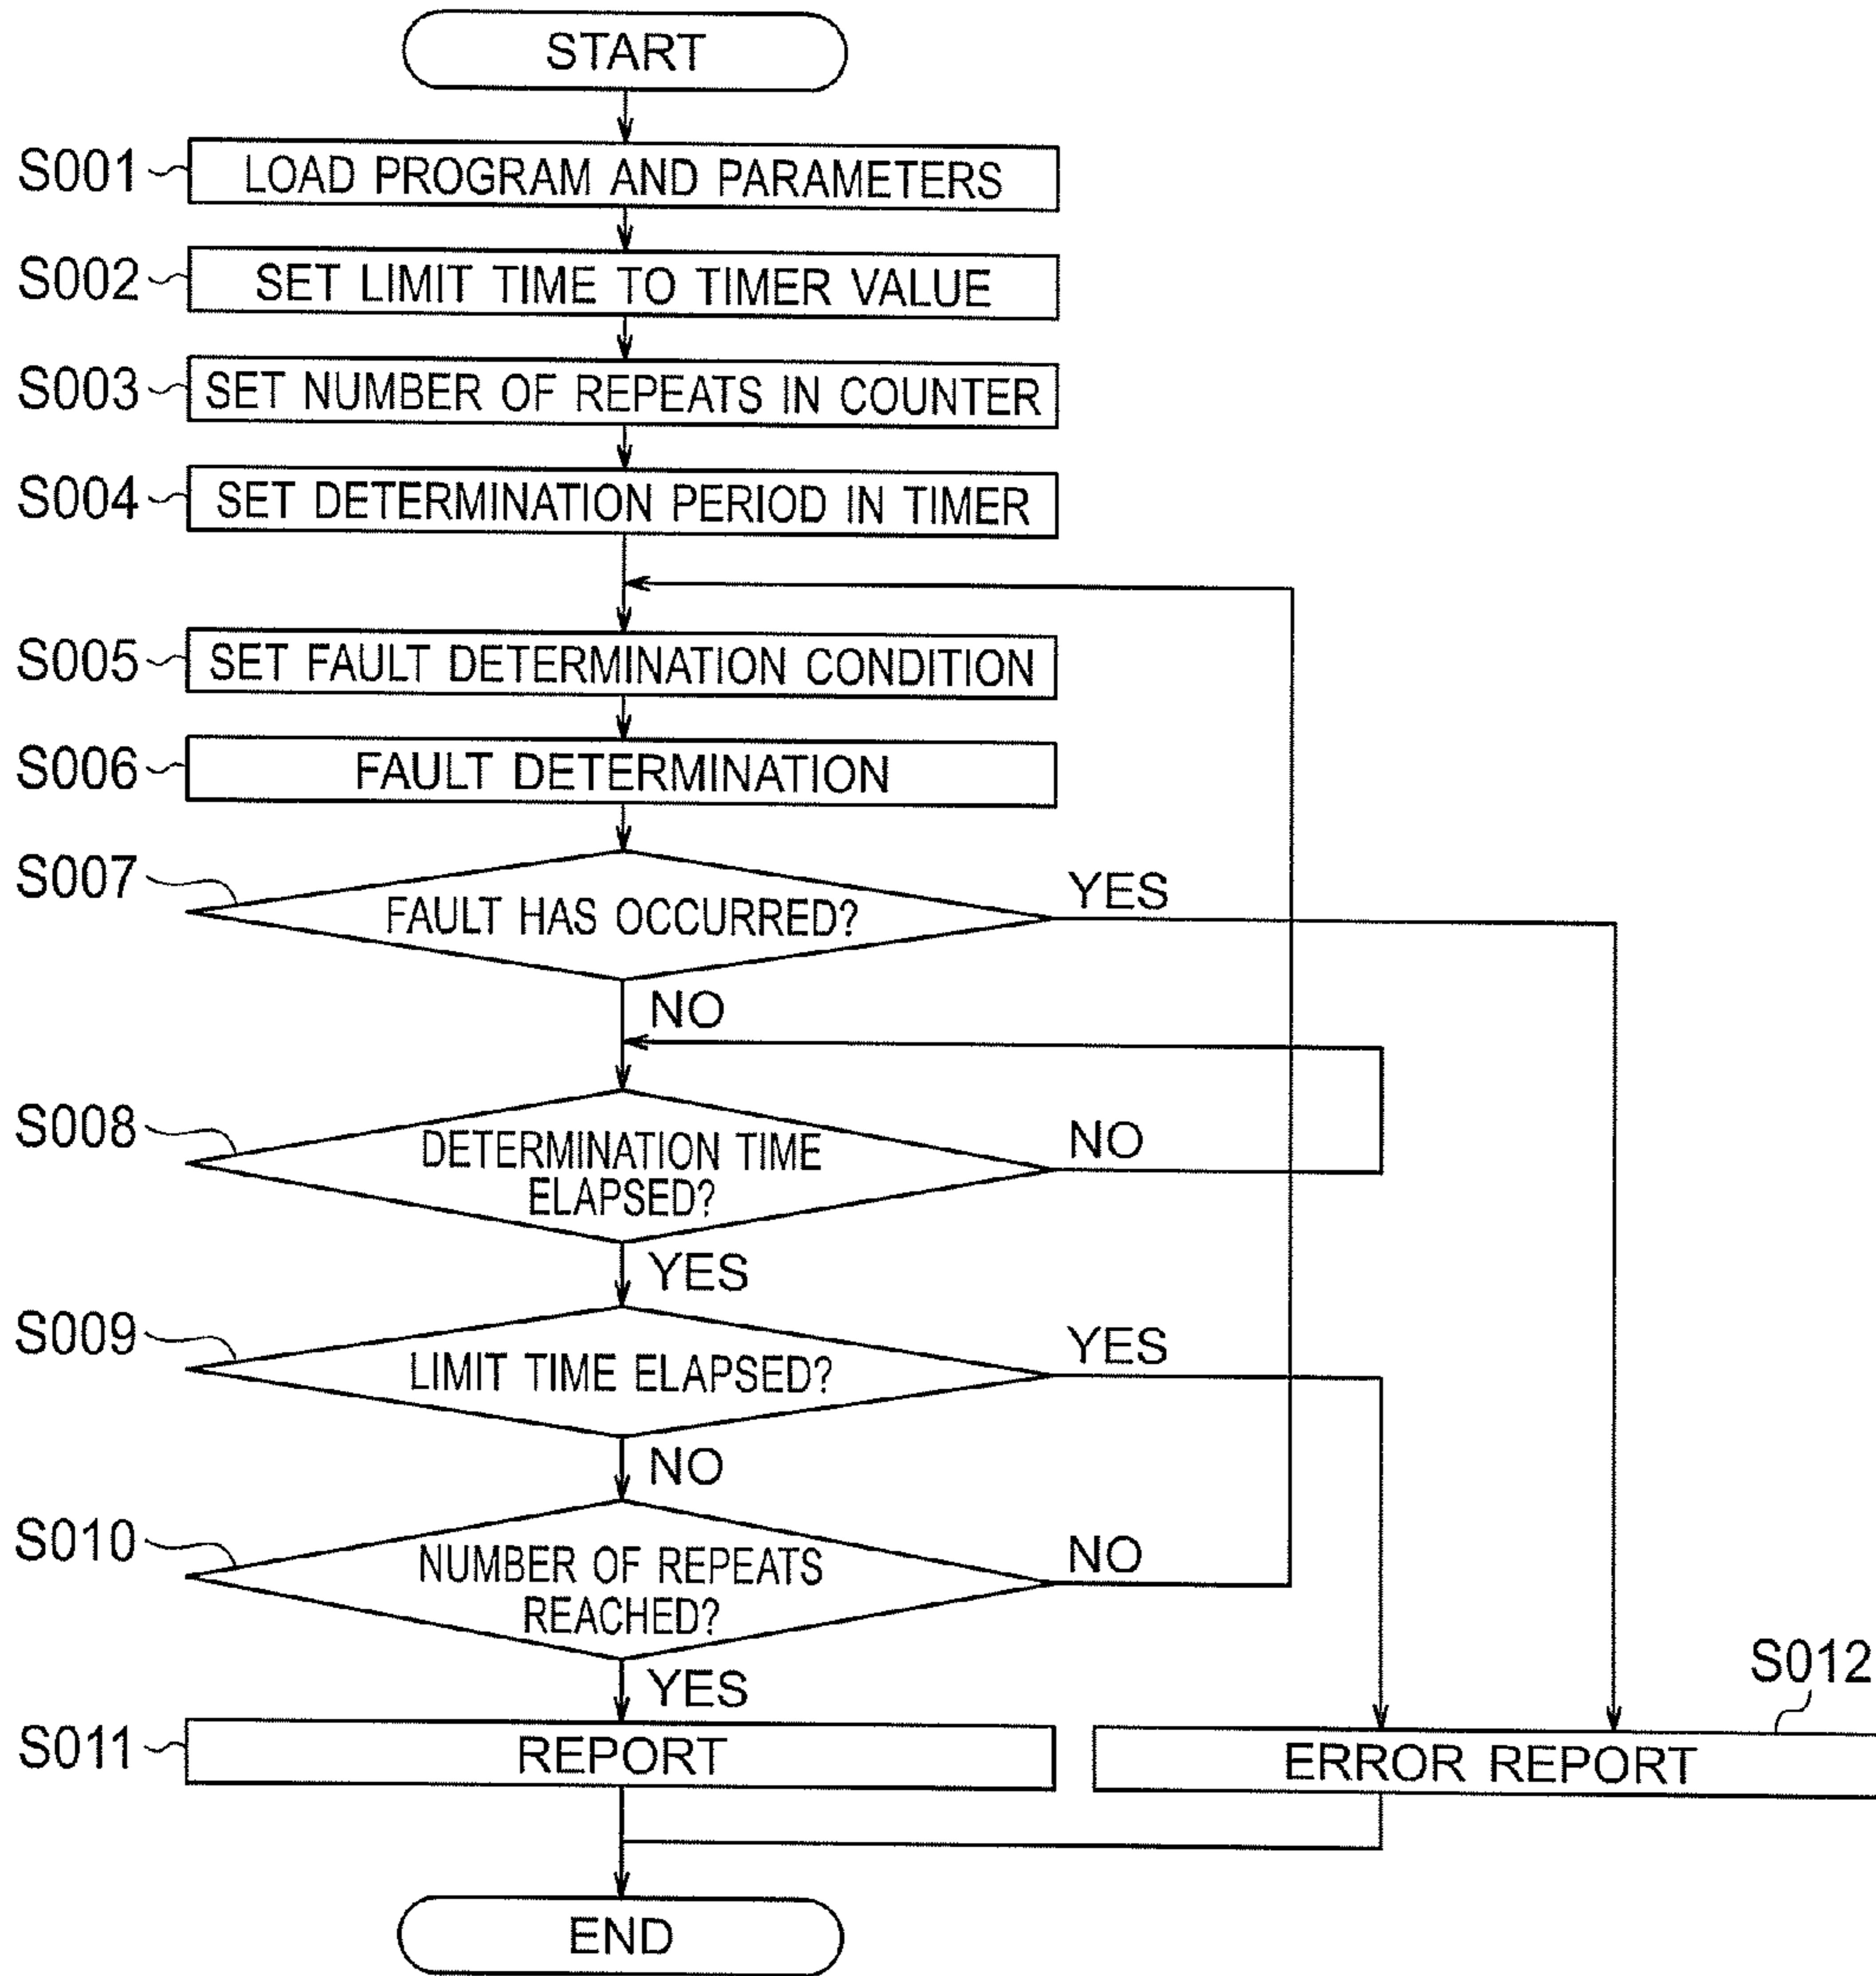 START
S001
LOAD PROGRAM AND PARAMETERS
S002
SET LIMIT TIME TO TIMER VALUE
S003
SET NUMBER OF REPEATS IN COUNTER
S004
SET DETERMINATION PERIOD IN TIMER
S005
SET FAULT DETERMINATION CONDITION
S006
FAULT DETERMINATION
S007
FAULT HAS OCCURRED?
YES
NO
S008
DETERMINATION TIME
ELAPSED?
NO
YES
S009
LIMIT TIME ELAPSED?
YES
NO
S010
NUMBER OF REPEATS
REACHED?
NO
YES
S011
REPORT
S012
ERROR REPORT
END